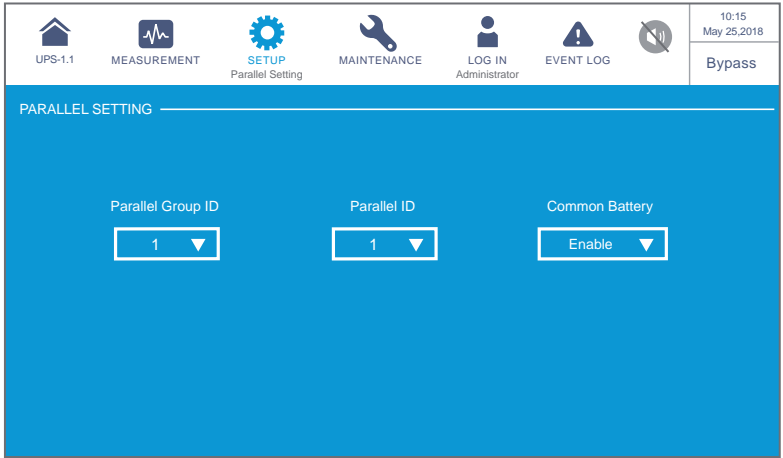 UPS-1.1
MEASUREMENT
SETUP
Parallel Setting
MAINTENANCE
LOG IN
Administrator
EVENT LOG
10:15
May 25,2018
Bypass
PARALLEL SETTING
Parallel Group ID
Parallel ID
Common Battery
1
1
Enable